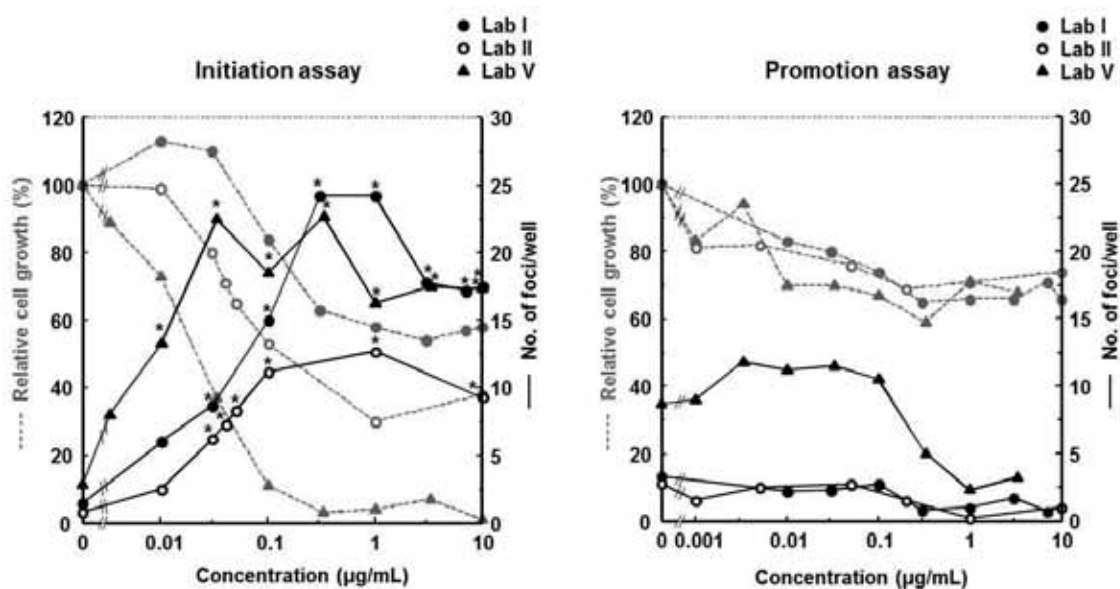 Lab I
Lab II
Lab V
Initiation assay
120
100
80
60
40
20
0
Relative cell growth (%)
30
25
20
15
10
5
0
No. of foci/well
0 0.01 0.1 1 10
Concentration (µg/mL)
Lab I
Lab II
Lab V
Promotion assay
120
100
80
60
40
20
0
Relative cell growth (%)
30
25
20
15
10
5
0
No. of foci/well
0 0.001 0.01 0.1 1 10
Concentration (µg/mL)